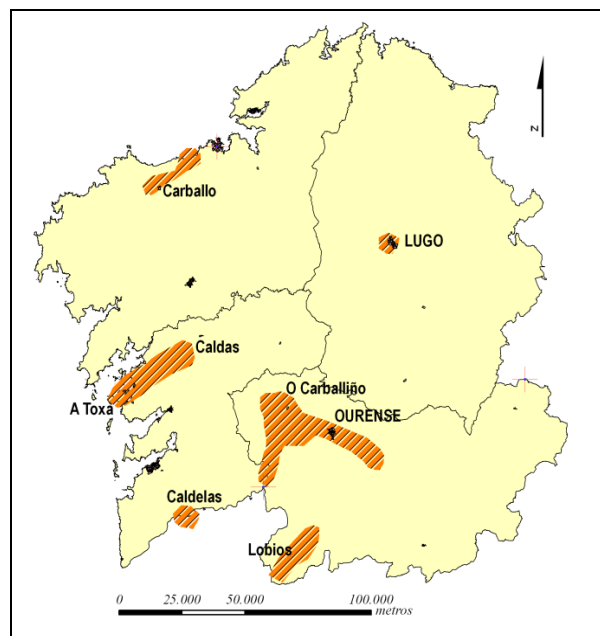 N
Carballo
LUGO
Caldas
A Toxa
O Carballiño
OURENSE
Caldelas
Lobios
0 25.000 50.000 100.000
metros